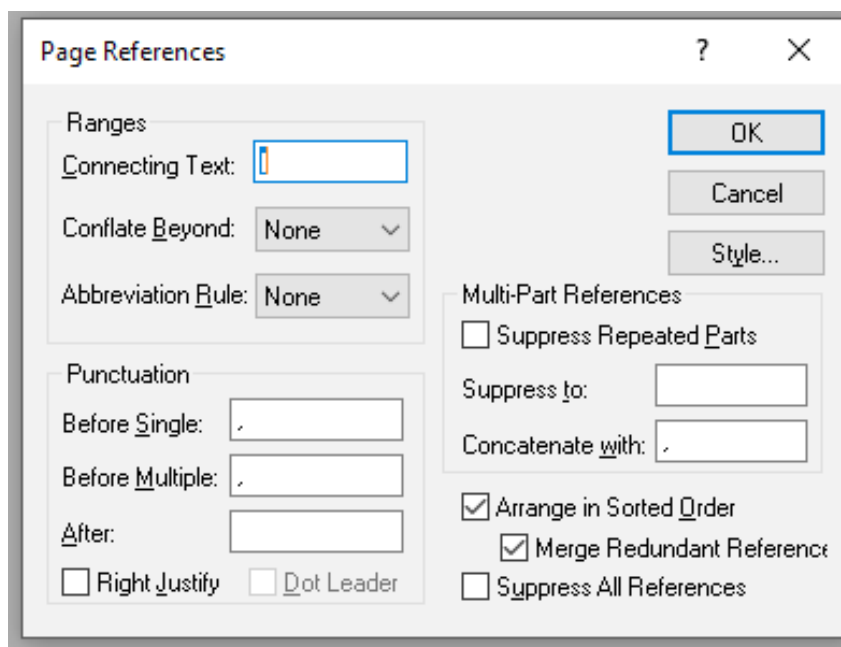 Page References
?
Ranges
Connecting Text:
Conflate Beyond: None
Abbreviation Rule: None
Punctuation
Before Single: ,
Before Multiple: ,
After:
Right Justify Dot Leader
OK
Cancel
Style...
Multi-Part References
Suppress Repeated Parts
Suppress to:
Concatenate with: ,
Arrange in Sorted Order
Merge Redundant Reference
Suppress All References